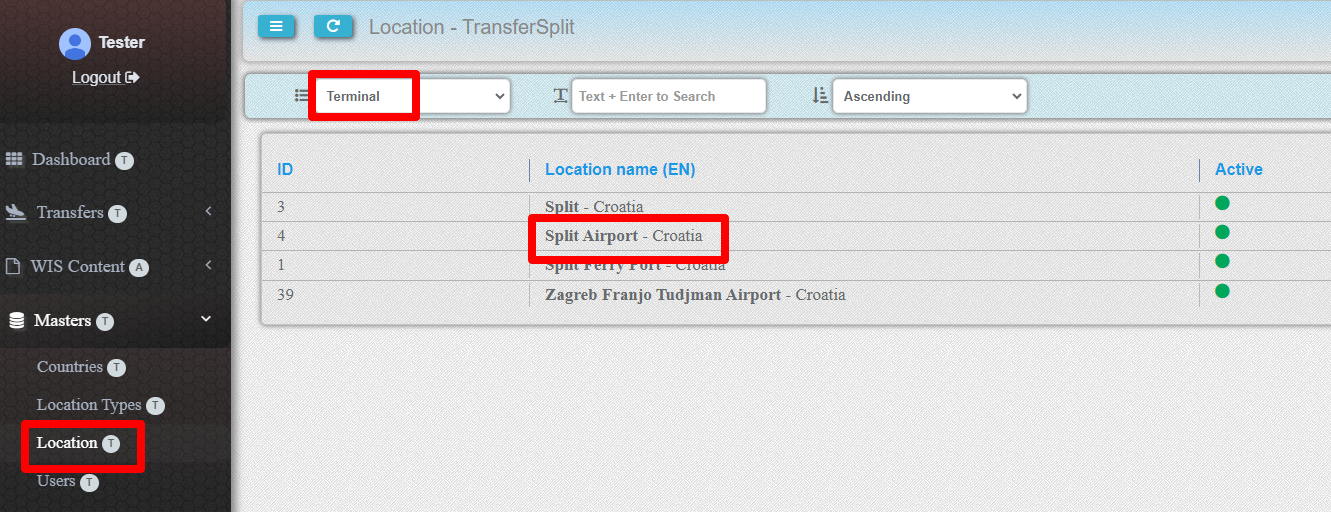 Tester
Logout
Dashboard T
Transfers T
WIS Content A
Masters T
Countries T
Location Types T
Location T
Users T
Location - TransferSplit
Terminal
Text + Enter to Search
Ascending
ID Location name (EN) Active
3 Split - Croatia
4 Split Airport - Croatia
1 Split Ferry Port - Croatia
39 Zagreb Franjo Tudjman Airport - Croatia